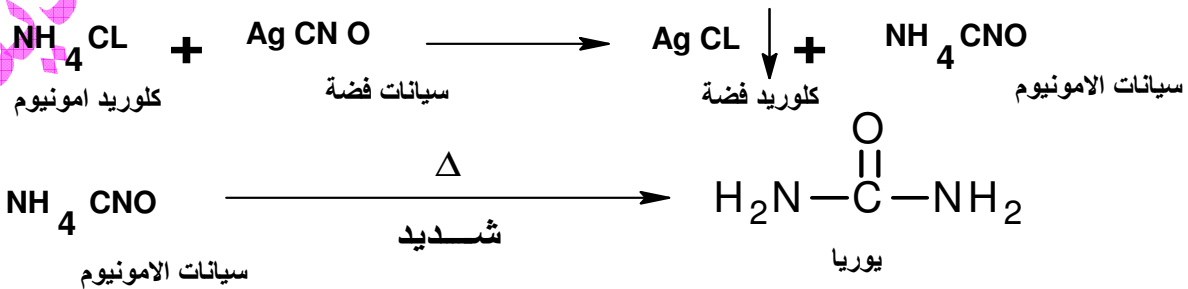 NH4CL + Ag CN O → Ag CL ↓ + NH4CNO
كلوريد امونيوم سيانات فضة كلوريد فضة سيانات الامونيوم
O
NH4 CNO Δ → H2N—C—NH2
شـــديد
سيانات الامونيوم يوريا